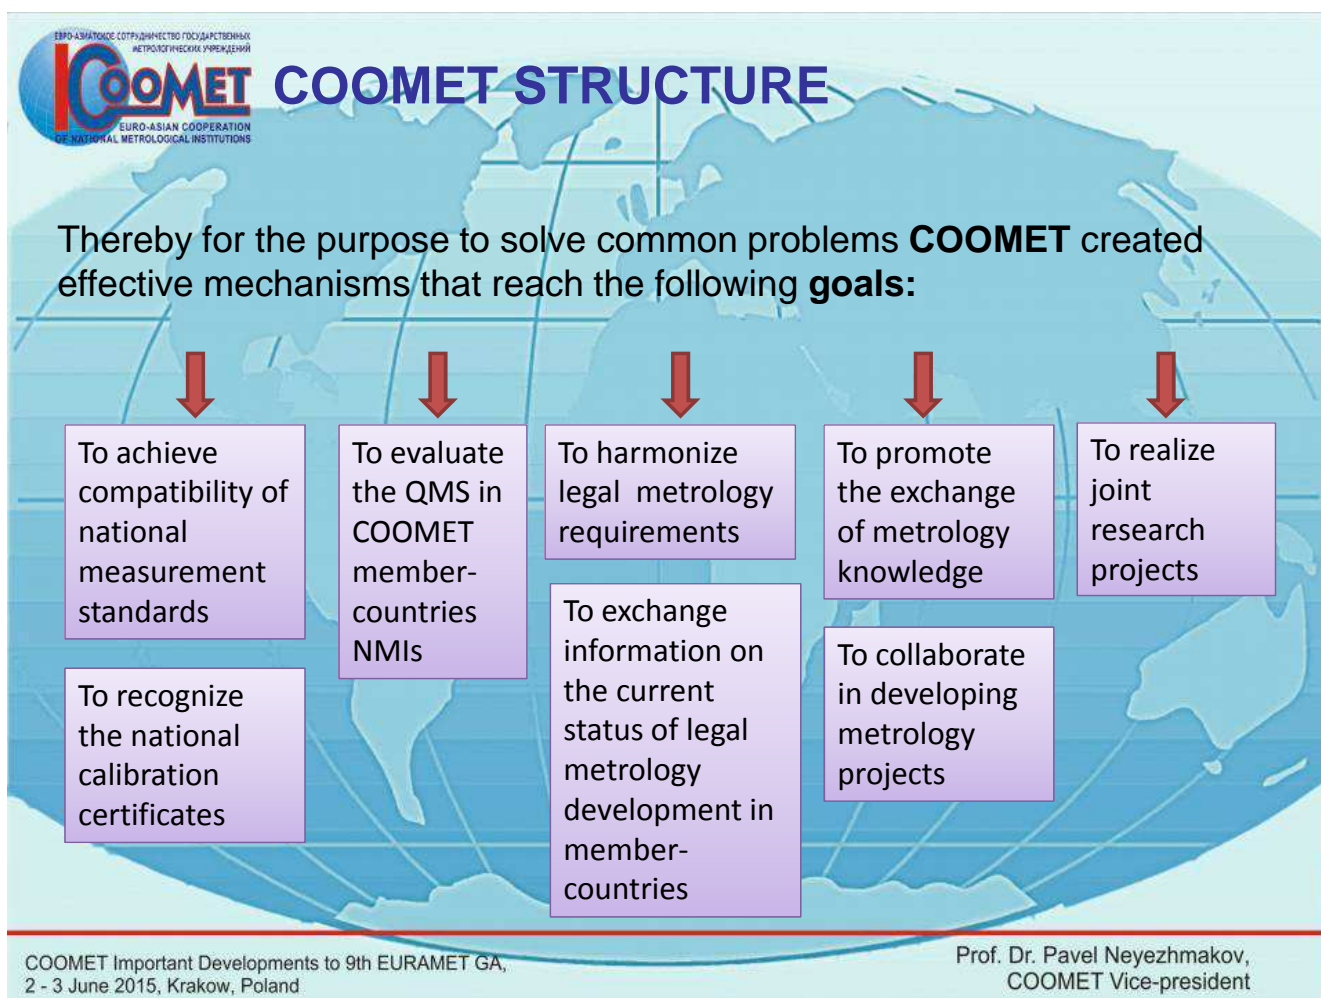 ЕВРО-АЗИАТСКОЕ СОТРУДНИЧЕСТВО ГОСУДАРСТВЕННЫХ
МЕТРОЛОГИЧЕСКИХ УЧРЕЖДЕНИЙ
COOMET
EURO-ASIAN COOPERATION
OF NATIONAL METROLOGICAL INSTITUTIONS
COOMET STRUCTURE
Thereby for the purpose to solve common problems COOMET created
effective mechanisms that reach the following goals:
To achieve
compatibility of
national
measurement
standards
To recognize
the national
calibration
certificates
To evaluate
the QMS in
COOMET
member-
countries
NMIs
To harmonize
legal  metrology
requirements
To exchange
information on
the current
status of legal
metrology
development in
member-
countries
To promote
the exchange
of metrology
knowledge
To collaborate
in developing
metrology
projects
To realize
joint
research
projects
COOMET Important Developments to 9th EURAMET GA,
2 - 3 June 2015, Krakow, Poland
Prof. Dr. Pavel Neyezhmakov,
COOMET Vice-president